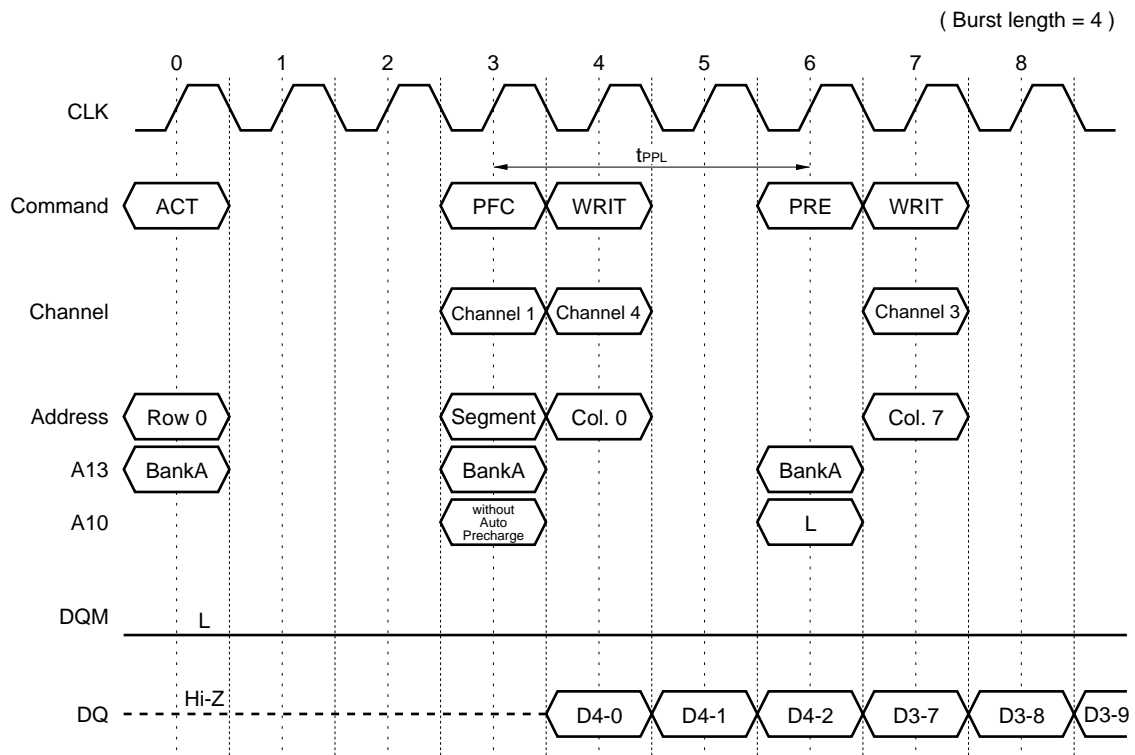 ( Burst length = 4 )
0 1 2 3 4 5 6 7 8
CLK
tPPL
Command ACT PFC WRIT PRE WRIT
Channel Channel 1 Channel 4 Channel 3
Address Row 0 Segment Col. 0 Col. 7
A13 BankA BankA BankA
A10 without Auto Precharge L
DQM L
Hi-Z
DQ D4-0 D4-1 D4-2 D3-7 D3-8 D3-9